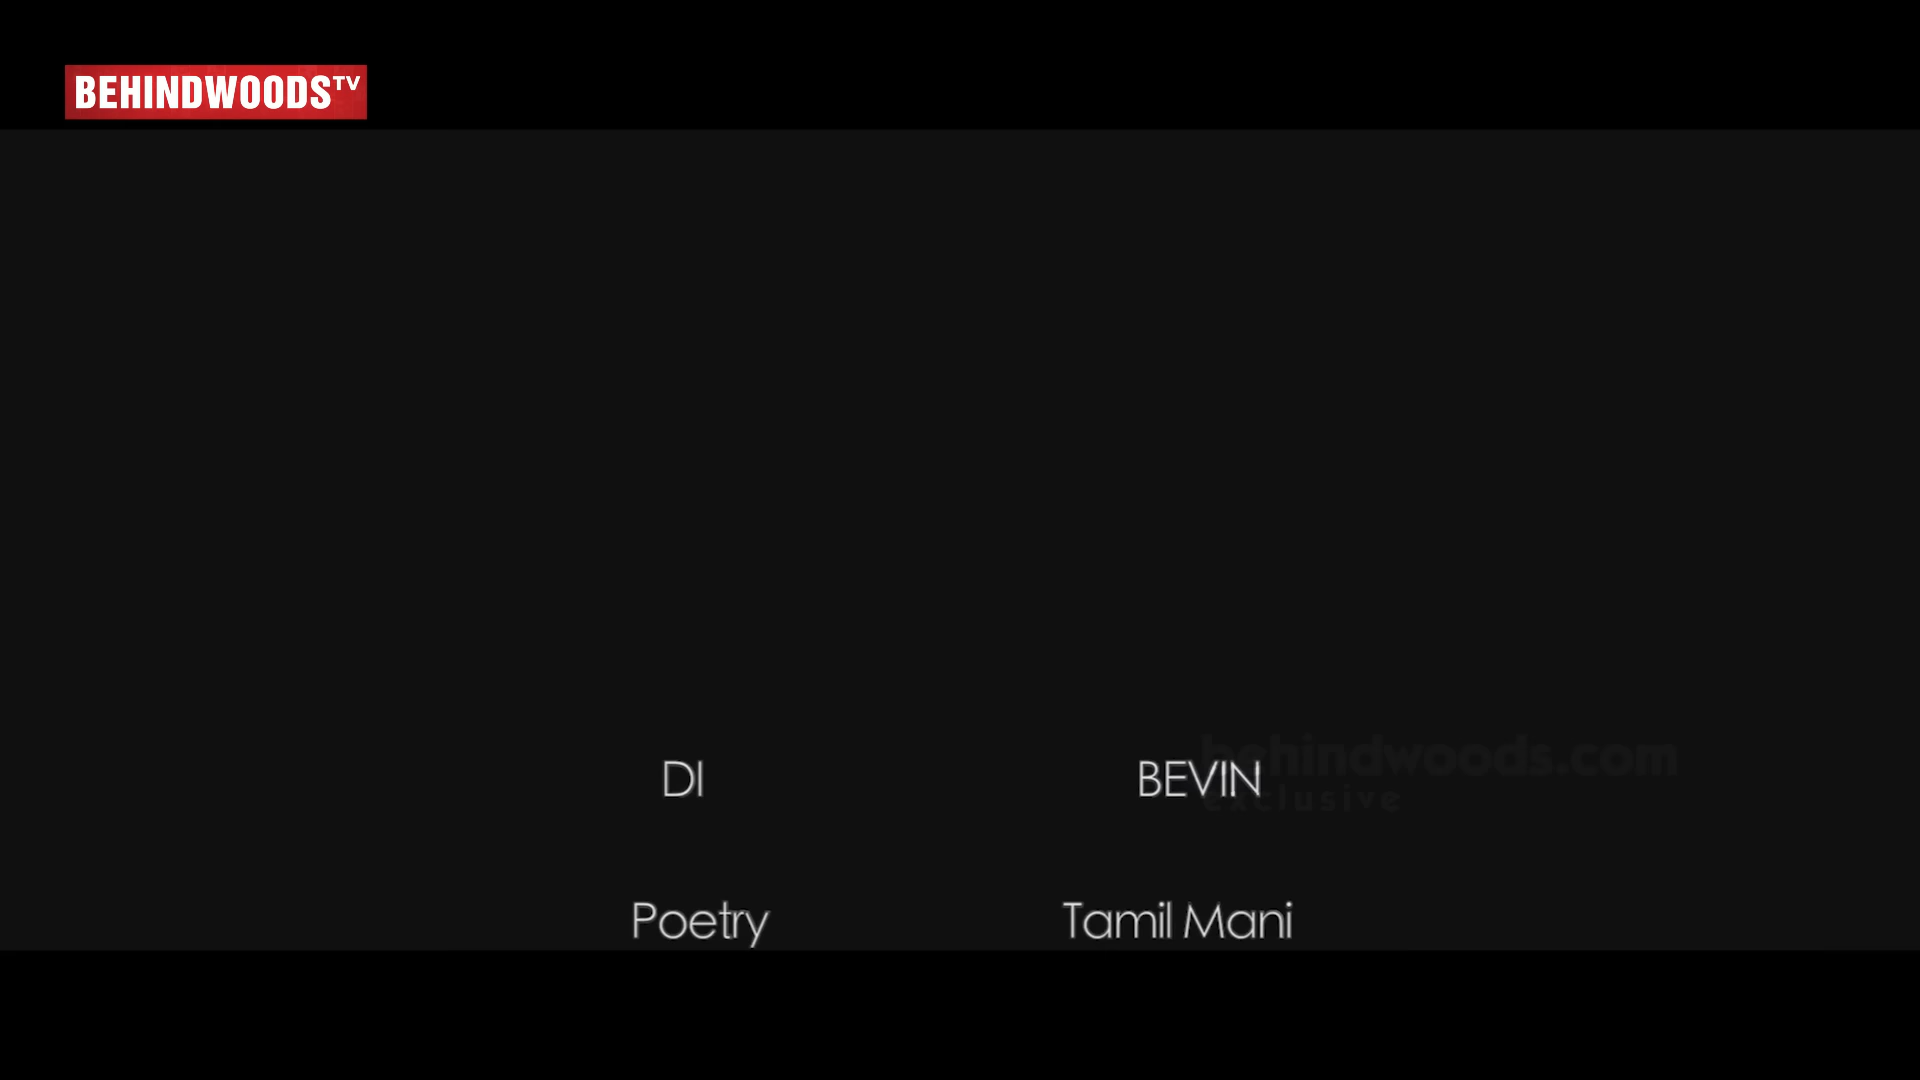 BEHINDWOODS TV
behindwoods.com
DI BEVIN
exclusive
Poetry Tamil Mani